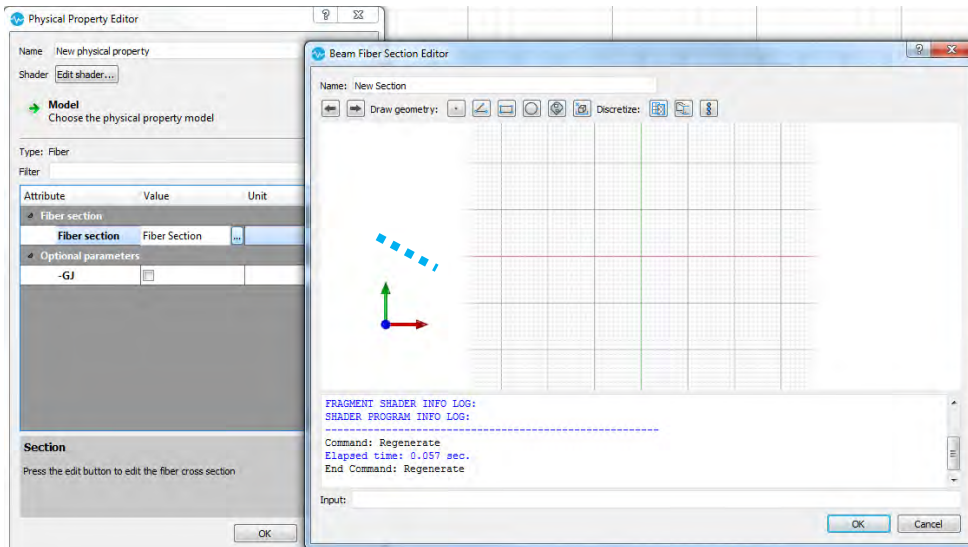 Physical Property Editor
Name New physical property
Shader Edit shader...
Model
Choose the physical property model
Type: Fiber
Filter
Attribute Value Unit
Fiber section
Fiber section Fiber Section ...
Optional parameters
-GJ
Section
Press the edit button to edit the fiber cross section
OK
Beam Fiber Section Editor
Name: New Section
Draw geometry: Discretize:
FRAGMENT SHADER INFO LOG:
SHADER PROGRAM INFO LOG:
------------------------------------------------------
Command: Regenerate
Elapsed time: 0.057 sec.
End Command: Regenerate
Input:
OK Cancel